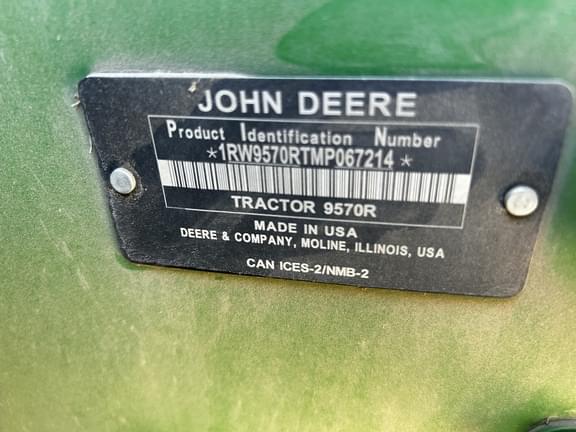 JOHN DEERE
Product Identification Number
*1RW9570RTMP067214*
TRACTOR 9570R
MADE IN USA
DEERE & COMPANY, MOLINE, ILLINOIS, USA
CAN ICES-2/NMB-2